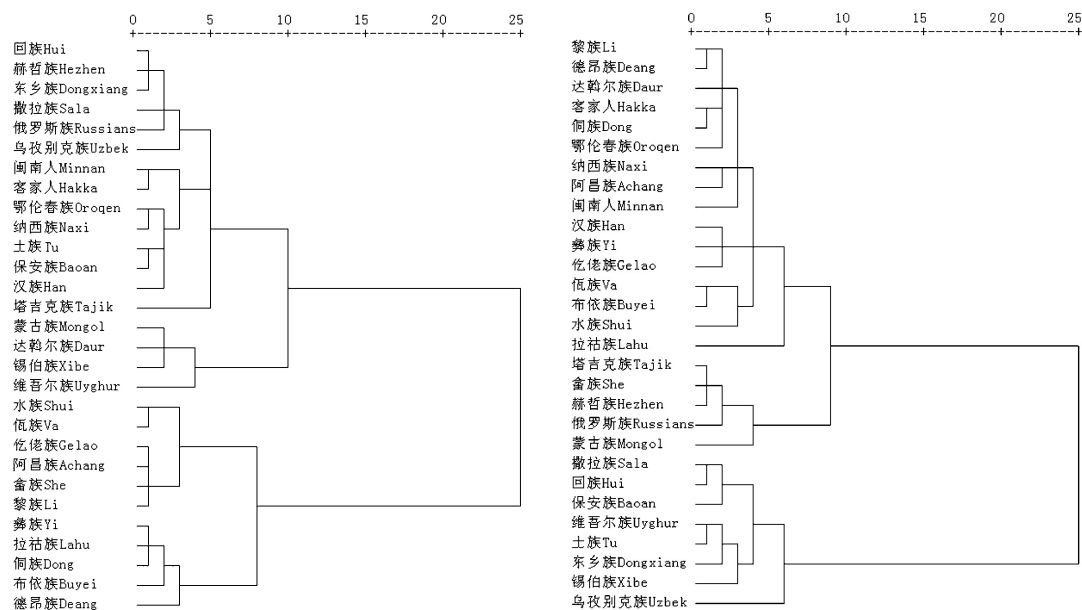 0 5 10 15 20 25
回族Hui
赫哲族Hezhen
东乡族Dongxiang
撒拉族Sala
俄罗斯族Russians
乌孜别克族Uzbek
闽南人Minnan
客家人Hakka
鄂伦春族Oroqen
纳西族Naxi
土族Tu
保安族Baoan
汉族Han
塔吉克族Tajik
蒙古族Mongol
达斡尔族Daur
锡伯族Xibe
维吾尔族Uyghur
水族Shui
佤族Va
仡佬族Gelao
阿昌族Achang
畲族She
黎族Li
彝族Yi
拉祜族Lahu
侗族Dong
布依族Buyei
德昂族Deang
0 5 10 15 20 25
黎族Li
德昂族Deang
达斡尔族Daur
客家人Hakka
侗族Dong
鄂伦春族Oroqen
纳西族Naxi
阿昌族Achang
闽南人Minnan
汉族Han
彝族Yi
仡佬族Gelao
佤族Va
布依族Buyei
水族Shui
拉祜族Lahu
塔吉克族Tajik
畲族She
赫哲族Hezhen
俄罗斯族Russians
蒙古族Mongol
撒拉族Sala
回族Hui
保安族Baoan
维吾尔族Uyghur
土族Tu
东乡族Dongxiang
锡伯族Xibe
乌孜别克族Uzbek